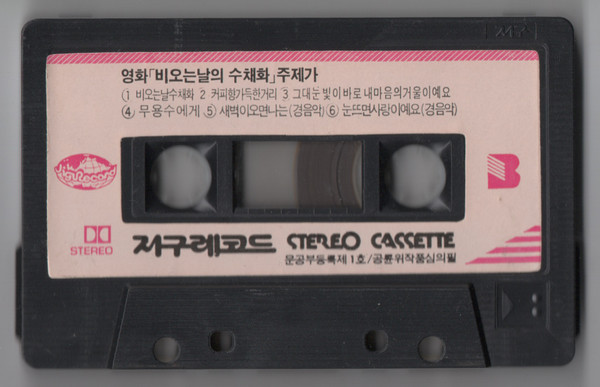 지구
영화「비오는날의 수채화」주제가
① 비오는날수채화 2 커피향가득한거리 ③ 그대눈빛이바로내마음의거울이예요
④ 무용수에게 ⑤ 새벽이오면나는(경음악) ⑥ 눈뜨면사랑이예요(경음악)
JiguRecord
B
STEREO
지구레코드 STEREO CASSETTE
문공부등록제1호/공륜위작품심의필